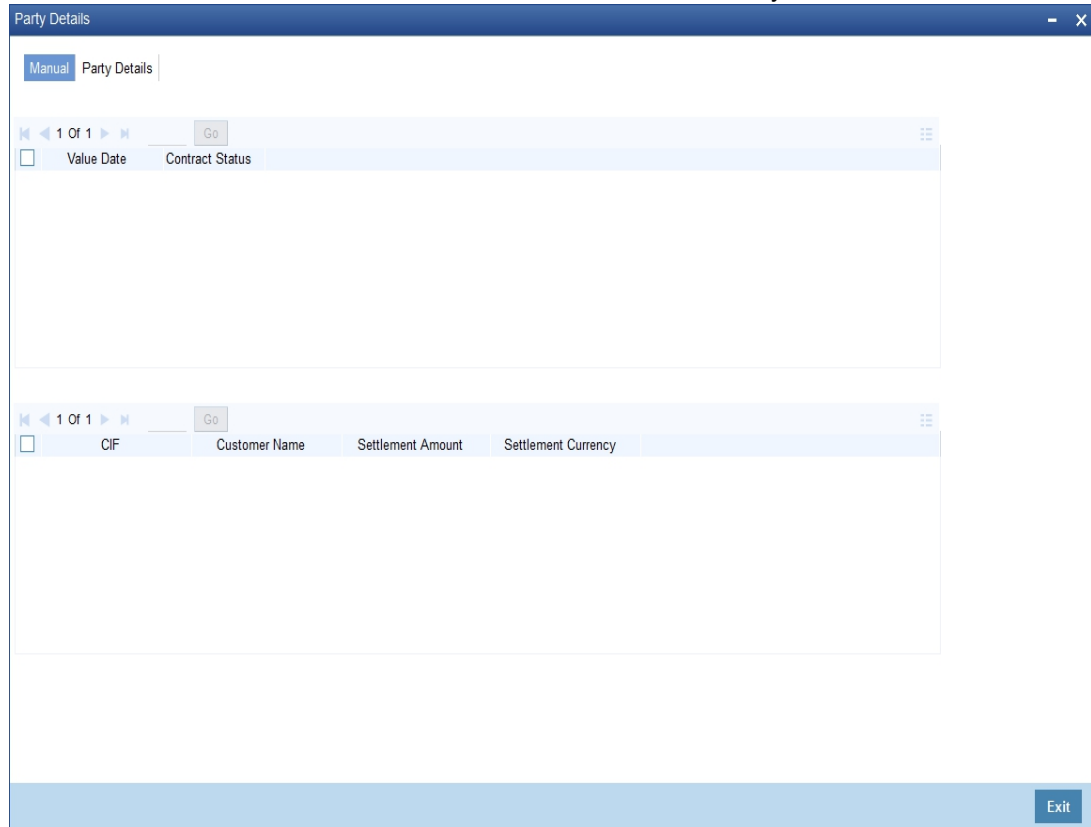 Party Details
Manual Party Details
1 Of 1 Go
Value Date Contract Status
1 Of 1 Go
CIF Customer Name Settlement Amount Settlement Currency
Exit